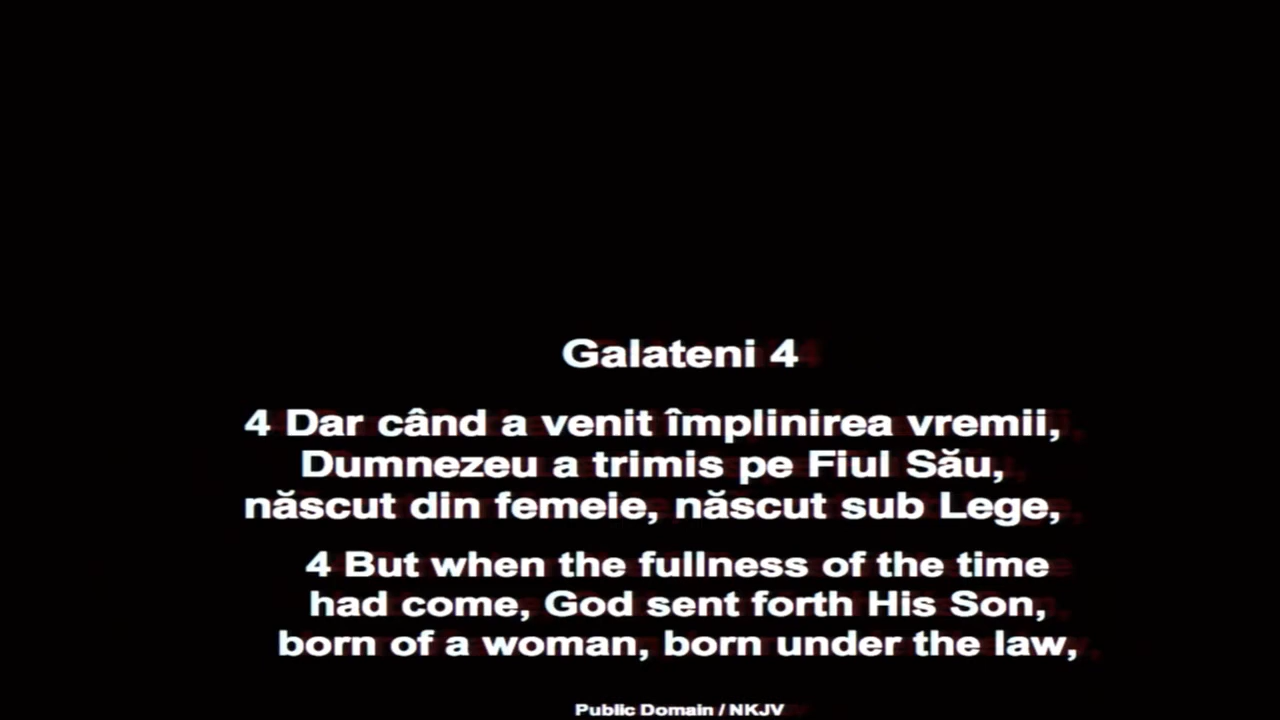 Galateni 4
4 Dar când a venit împlinirea vremii,
Dumnezeu a trimis pe Fiul Său,
născut din femeie, născut sub Lege,
4 But when the fullness of the time
had come, God sent forth His Son,
born of a woman, born under the law,
Public Domain / NKJV